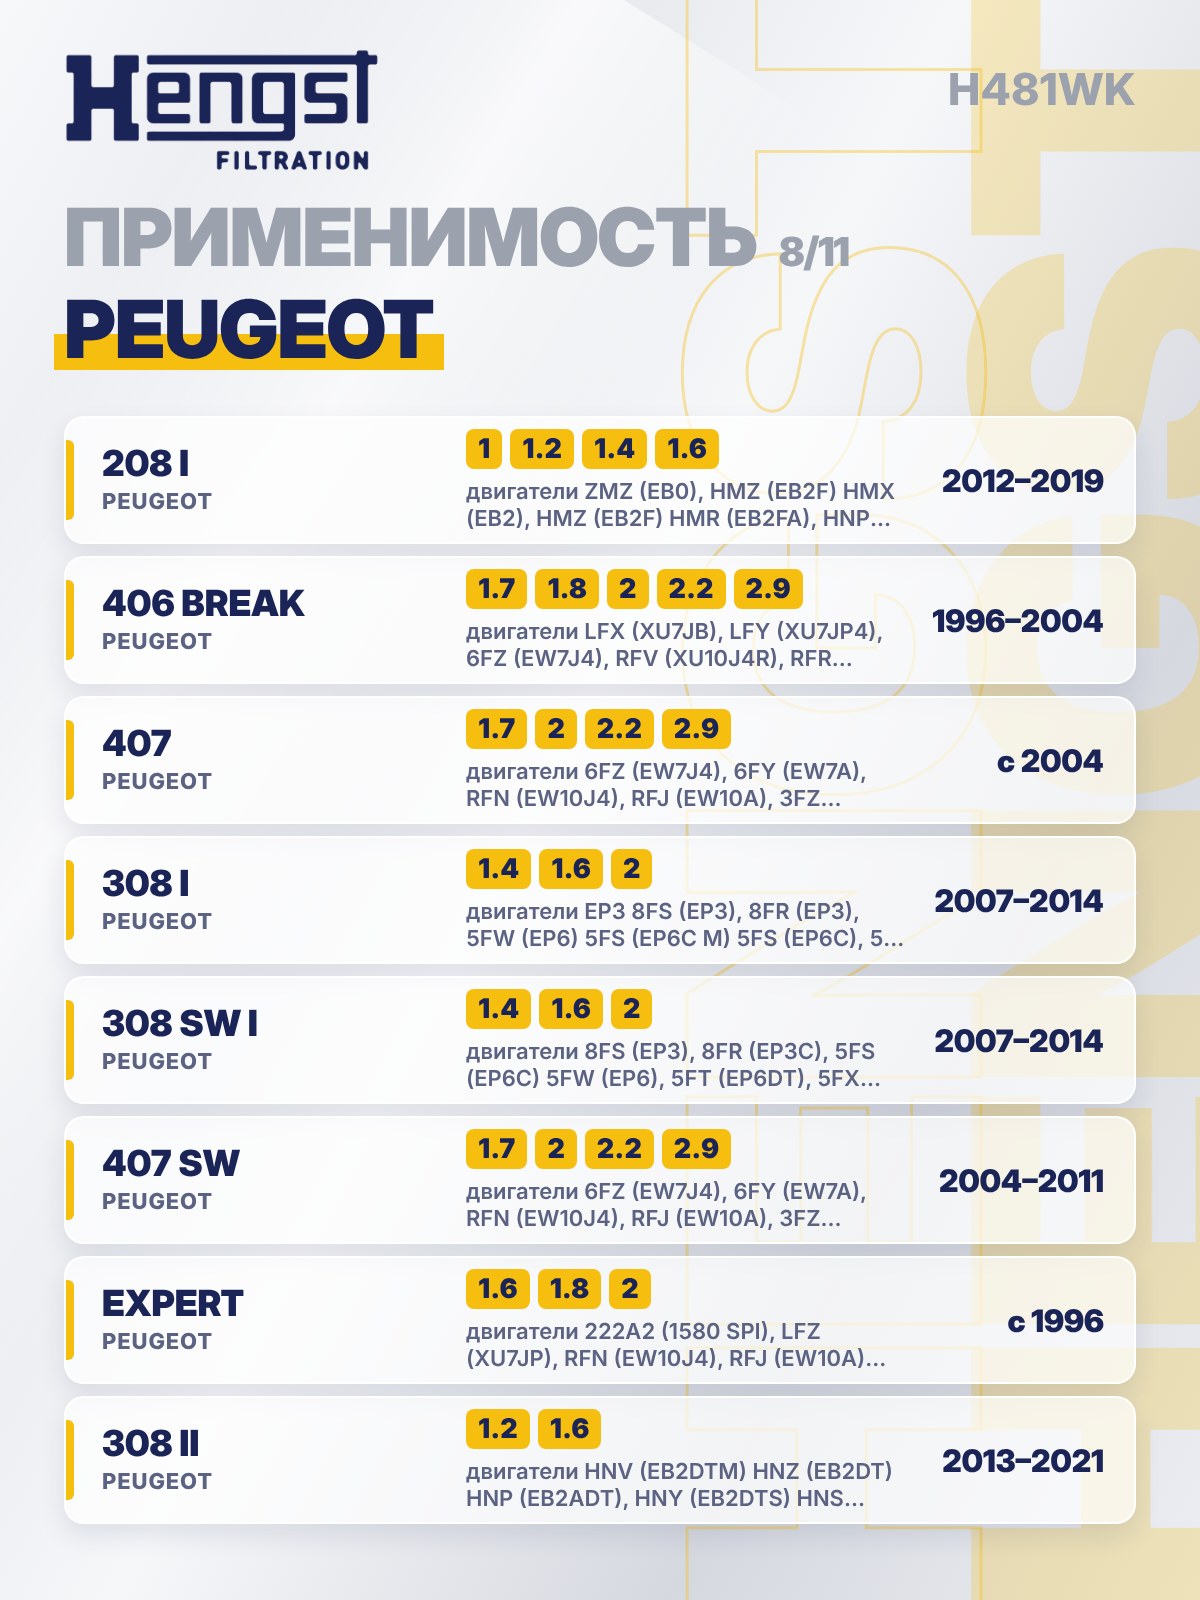 Hengst
FILTRATION
H481WK
ПРИМЕНИМОСТЬ 8/11
PEUGEOT
208 I
PEUGEOT
1 1.2 1.4 1.6
двигатели ZMZ (EB0), HMZ (EB2F) HMX
(EB2), HMZ (EB2F) HMR (EB2FA), HNP...
2012–2019
406 BREAK
PEUGEOT
1.7 1.8 2 2.2 2.9
двигатели LFX (XU7JB), LFY (XU7JP4),
6FZ (EW7J4), RFV (XU10J4R), RFR...
1996–2004
407
PEUGEOT
1.7 2 2.2 2.9
двигатели 6FZ (EW7J4), 6FY (EW7A),
RFN (EW10J4), RFJ (EW10A), 3FZ...
с 2004
308 I
PEUGEOT
1.4 1.6 2
двигатели EP3 8FS (EP3), 8FR (EP3),
5FW (EP6) 5FS (EP6C M) 5FS (EP6C), 5...
2007–2014
308 SW I
PEUGEOT
1.4 1.6 2
двигатели 8FS (EP3), 8FR (EP3C), 5FS
(EP6C) 5FW (EP6), 5FT (EP6DT), 5FX...
2007–2014
407 SW
PEUGEOT
1.7 2 2.2 2.9
двигатели 6FZ (EW7J4), 6FY (EW7A),
RFN (EW10J4), RFJ (EW10A), 3FZ...
2004–2011
EXPERT
PEUGEOT
1.6 1.8 2
двигатели 222A2 (1580 SPI), LFZ
(XU7JP), RFN (EW10J4), RFJ (EW10A)...
с 1996
308 II
PEUGEOT
1.2 1.6
двигатели HNV (EB2DTM) HNZ (EB2DT)
HNP (EB2ADT), HNY (EB2DTS) HNS...
2013–2021